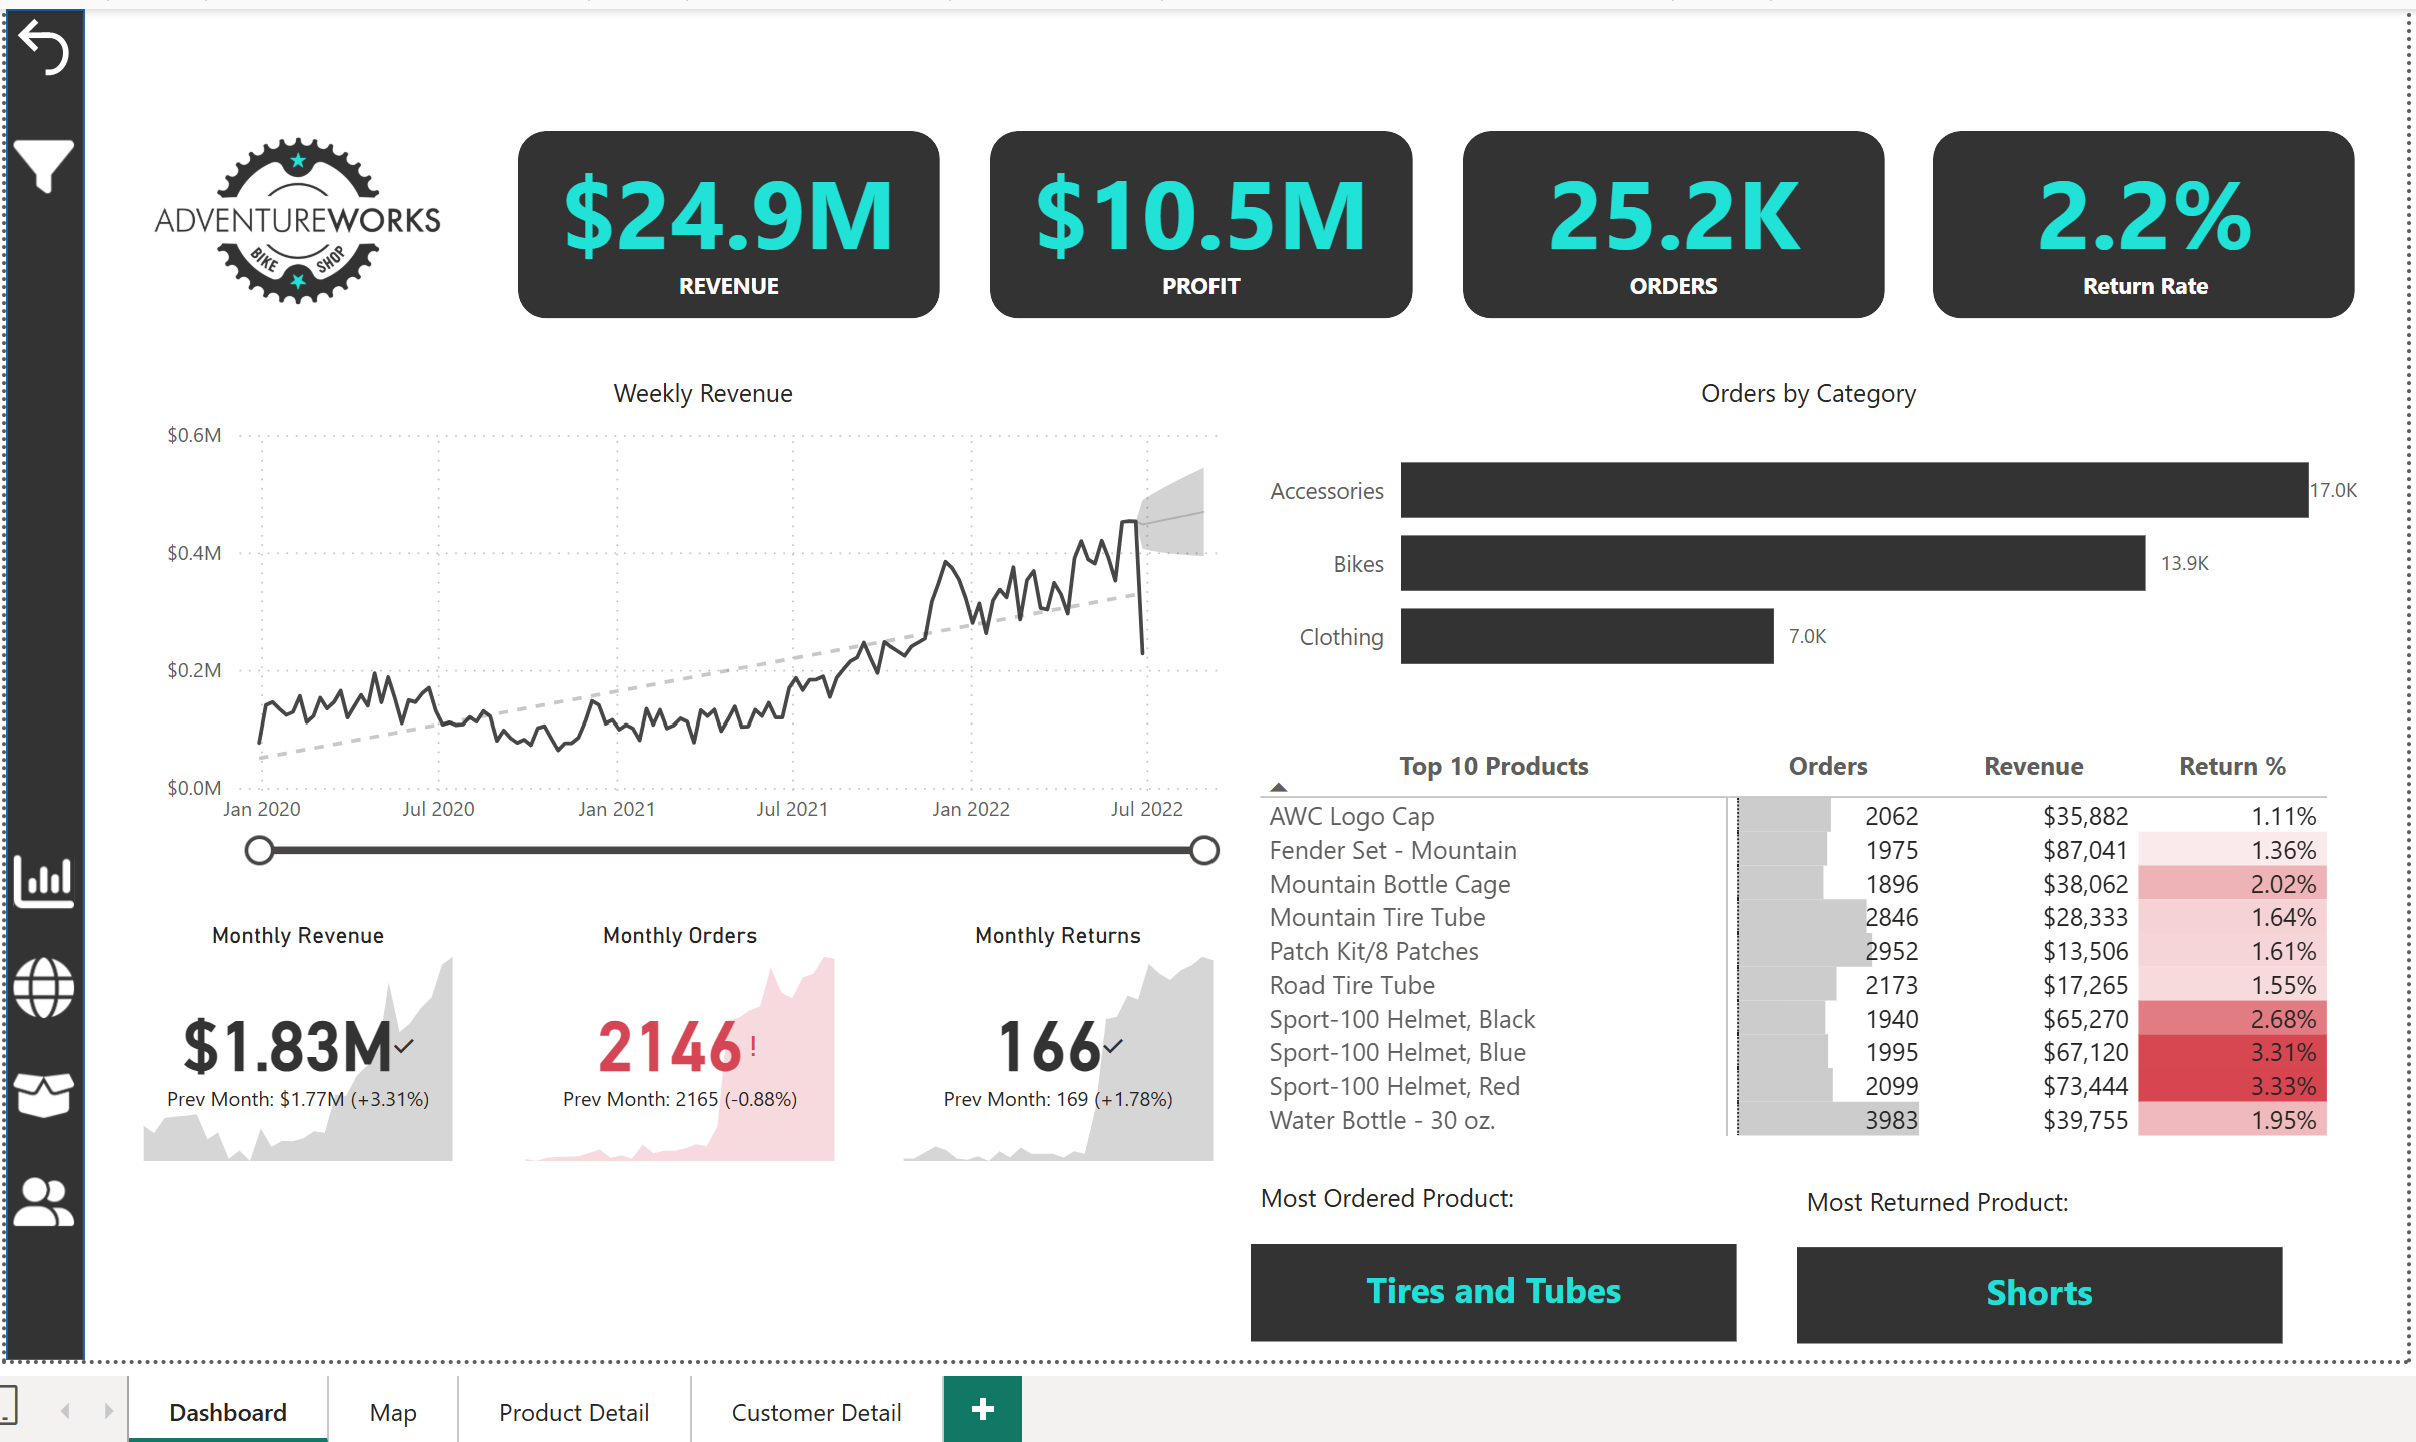 ADVENTUREWORKS
BIKE SHOP
$24.9M
REVENUE
$10.5M
PROFIT
25.2K
ORDERS
2.2%
Return Rate
Weekly Revenue
$0.6M
$0.4M
$0.2M
$0.0M
Jan 2020 Jul 2020 Jan 2021 Jul 2021 Jan 2022 Jul 2022
Orders by Category
Accessories 17.0K
Bikes 13.9K
Clothing 7.0K
Monthly Revenue
$1.83M
Prev Month: $1.77M (+3.31%)
Monthly Orders
2146!
Prev Month: 2165 (-0.88%)
Monthly Returns
166
Prev Month: 169 (+1.78%)
Top 10 Products Orders Revenue Return %
AWC Logo Cap 2062 $35,882 1.11%
Fender Set - Mountain 1975 $87,041 1.36%
Mountain Bottle Cage 1896 $38,062 2.02%
Mountain Tire Tube 2846 $28,333 1.64%
Patch Kit/8 Patches 2952 $13,506 1.61%
Road Tire Tube 2173 $17,265 1.55%
Sport-100 Helmet, Black 1940 $65,270 2.68%
Sport-100 Helmet, Blue 1995 $67,120 3.31%
Sport-100 Helmet, Red 2099 $73,444 3.33%
Water Bottle - 30 oz. 3983 $39,755 1.95%
Most Ordered Product:
Tires and Tubes
Most Returned Product:
Shorts
Dashboard Map Product Detail Customer Detail +